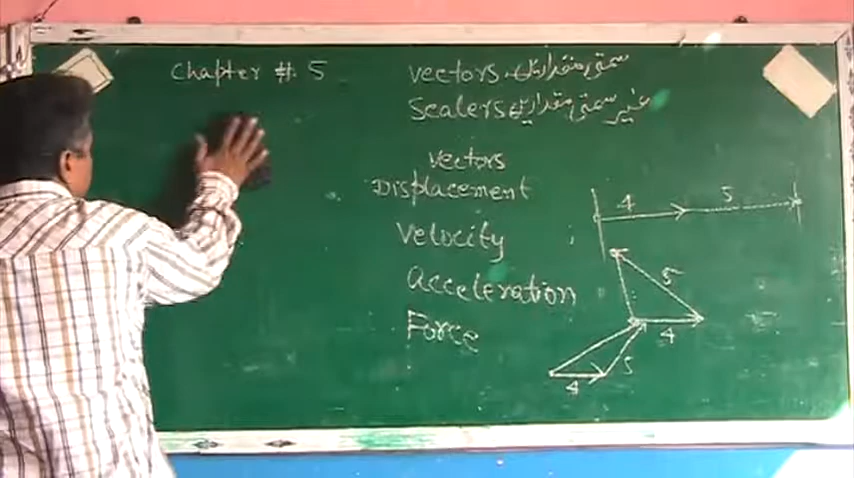 Chapter # 5
vectors سمتی مقداریں
Scalers غیر سمتی مقداریں
vectors
Displacement
Velocity
Acceleration
Force
4 5
5
4
5
4